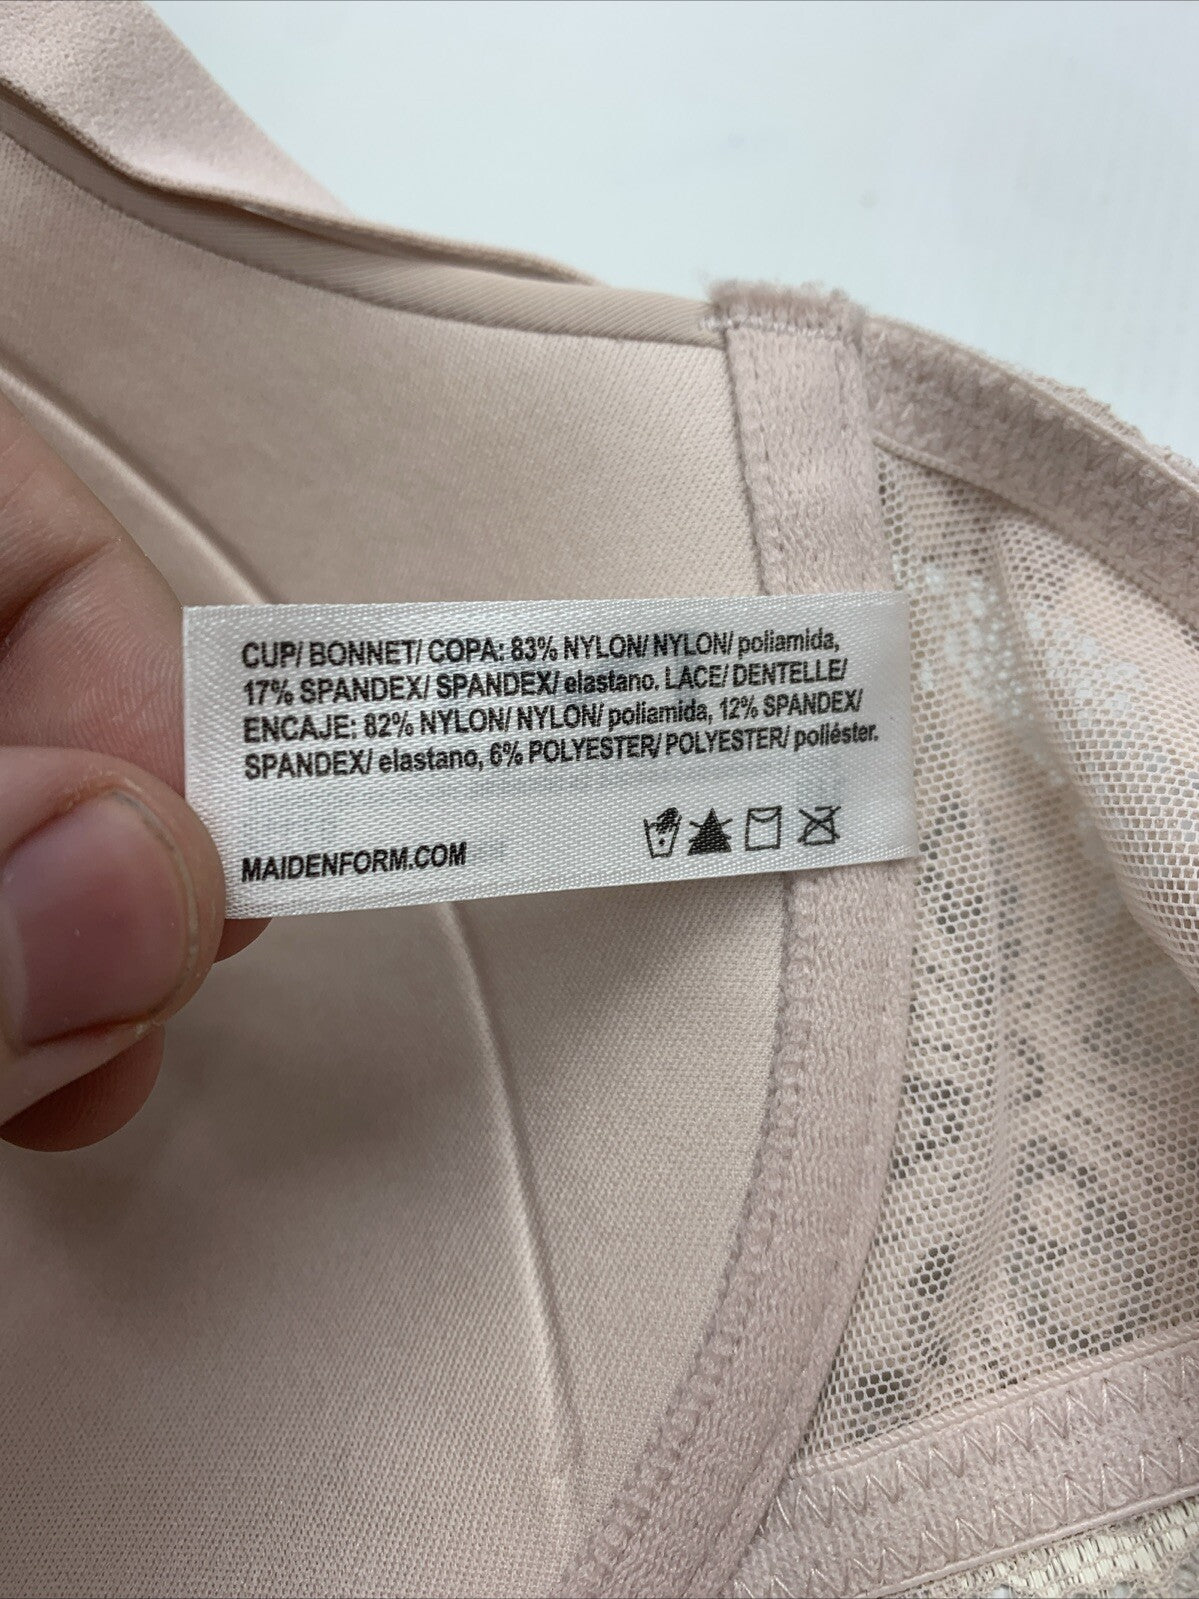 CUP/ BONNET/ COPA: 83% NYLON/ NYLON/ poliamida,
17% SPANDEX/ SPANDEX/ elastano. LACE/ DENTELLE/
ENCAJE: 82% NYLON/ NYLON/ poliamida, 12% SPANDEX/
SPANDEX/ elastano, 6% POLYESTER/ POLYESTER/ poliéster.
MAIDENFORM.COM